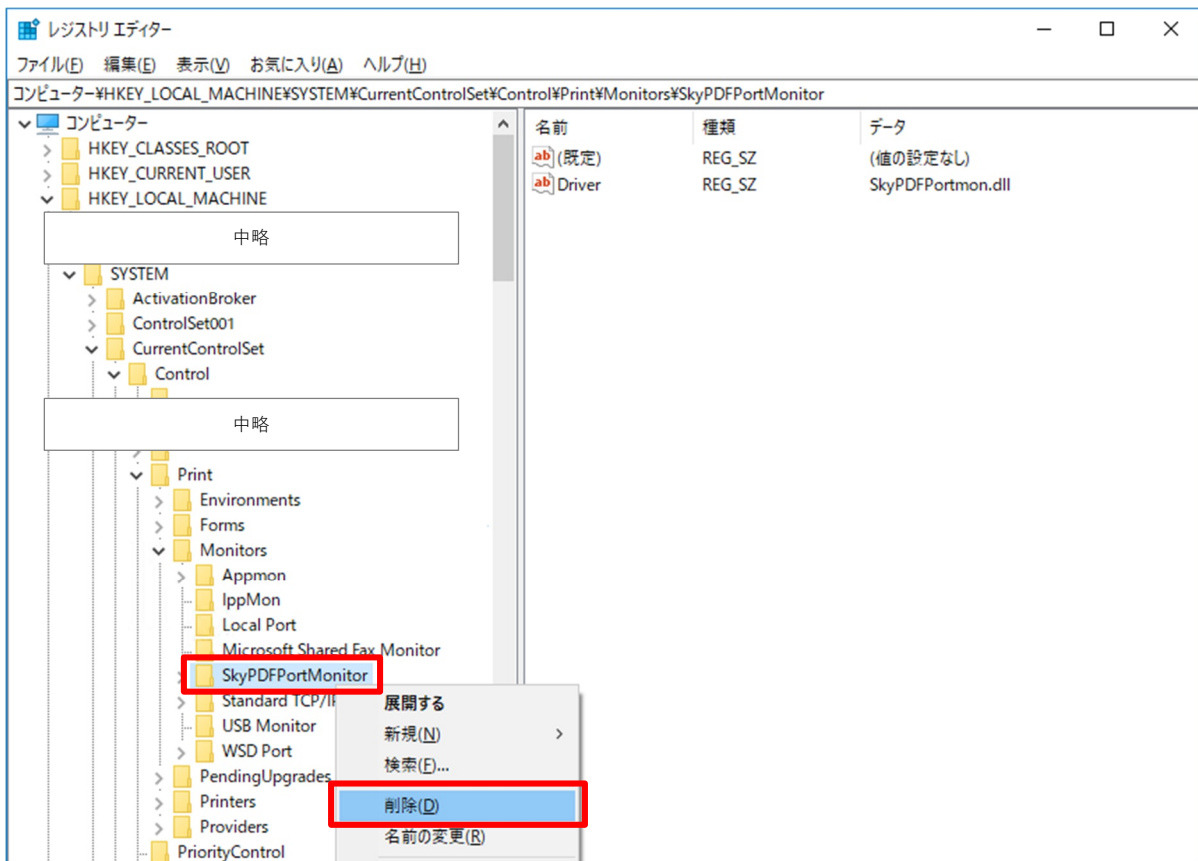 レジストリ エディター
ファイル(F) 編集(E) 表示(V) お気に入り(A) ヘルプ(H)
コンピューター¥HKEY_LOCAL_MACHINE¥SYSTEM¥CurrentControlSet¥Control¥Print¥Monitors¥SkyPDFPortMonitor
コンピューター
HKEY_CLASSES_ROOT
HKEY_CURRENT_USER
HKEY_LOCAL_MACHINE
中略
SYSTEM
ActivationBroker
ControlSet001
CurrentControlSet
Control
中略
Print
Environments
Forms
Monitors
Appmon
IppMon
Local Port
Microsoft Shared Fax Monitor
SkyPDFPortMonitor
Standard TCP/IP
USB Monitor
WSD Port
PendingUpgrades
Printers
Providers
PriorityControl
名前 種類 データ
ab (既定) REG_SZ (値の設定なし)
ab Driver REG_SZ SkyPDFPortmon.dll
展開する
新規(N)
検索(F)...
削除(D)
名前の変更(R)